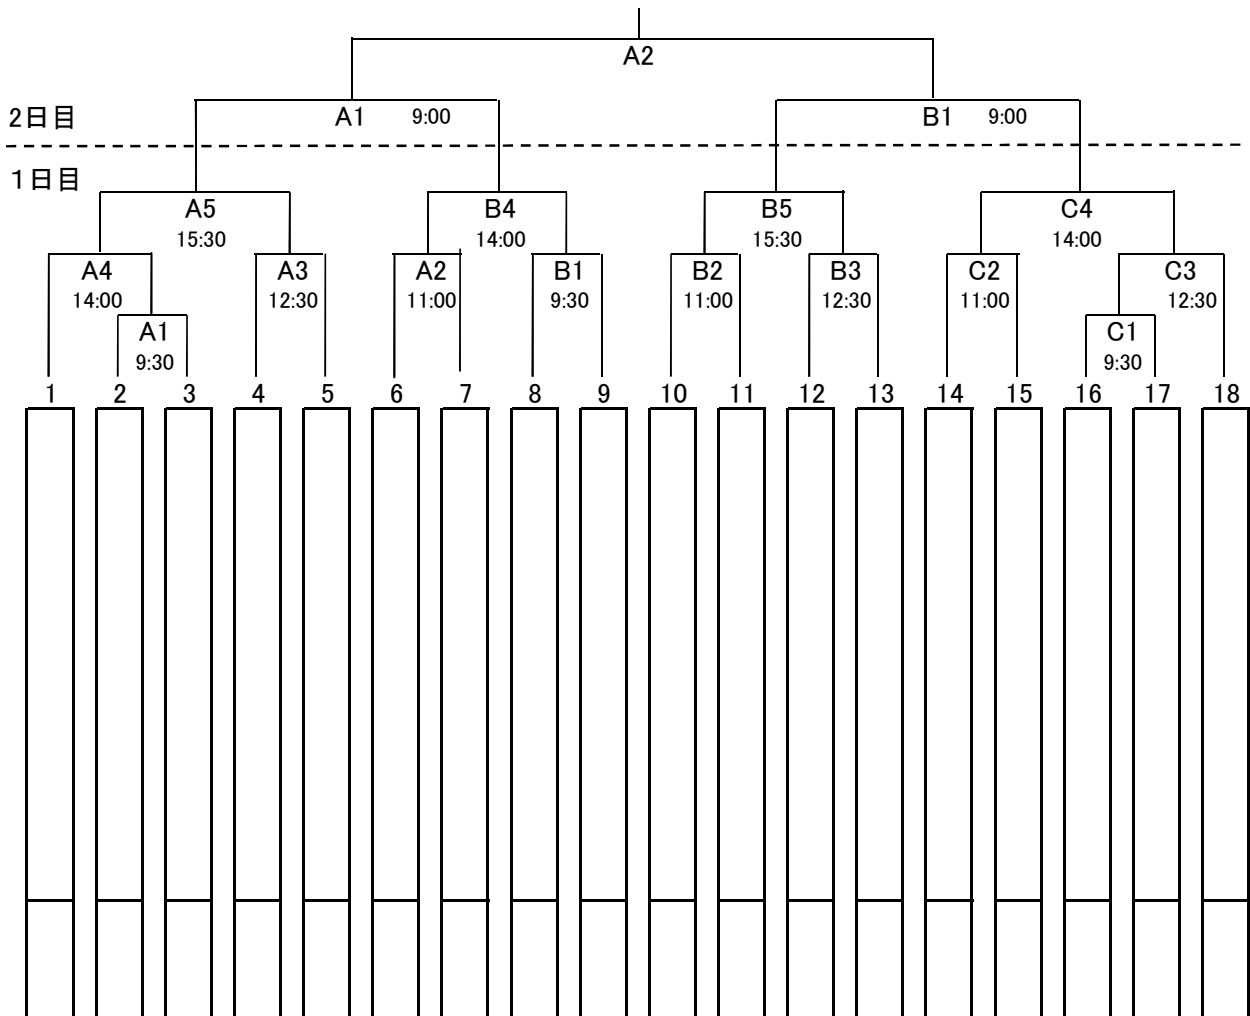 A2
2日目 A1 9:00 B1 9:00
1日目
A5 B4 B5 C4
15:30 14:00 15:30 14:00
A4 A3 A2 B1 B2 B3 C2 C3
14:00 12:30 11:00 9:30 11:00 12:30 11:00 12:30
A1 C1
9:30 9:30
1 2 3 4 5 6 7 8 9 10 11 12 13 14 15 16 17 18